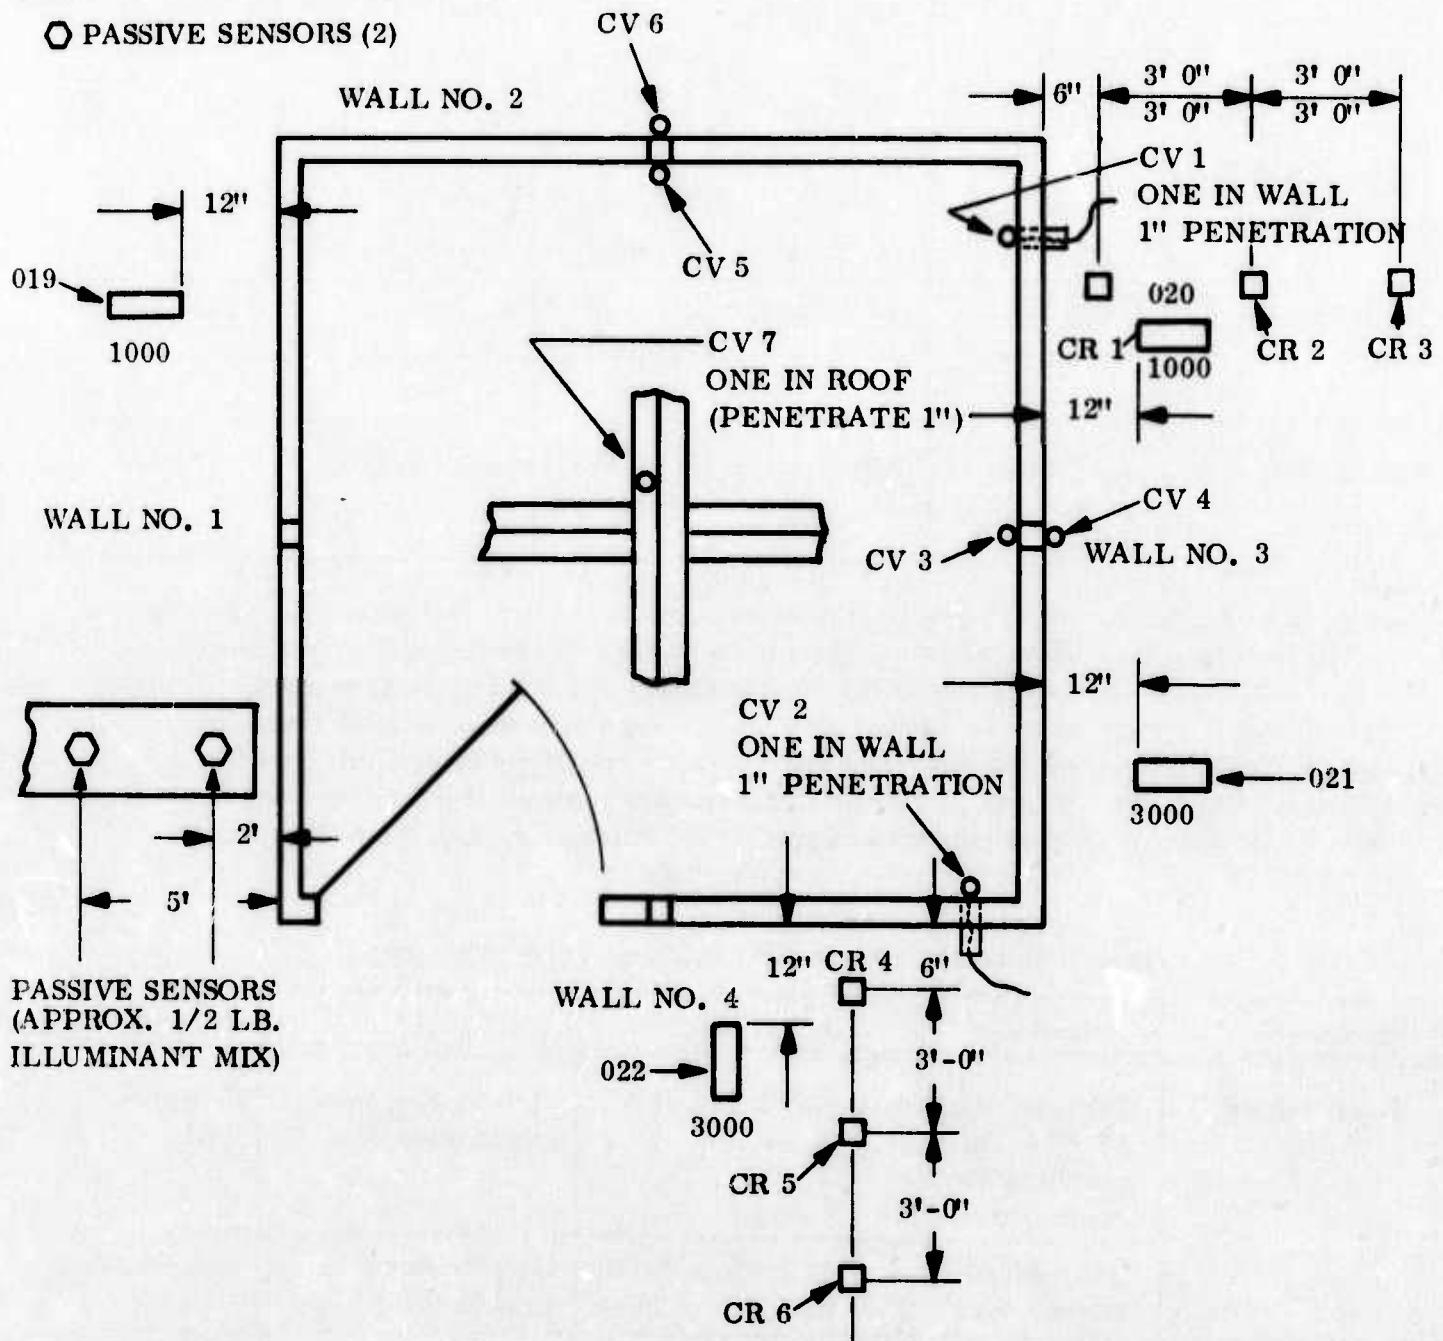 PASSIVE SENSORS (2)
CV 6
WALL NO. 2
6"
3' 0"
3' 0"
3' 0"
3' 0"
CV 1
ONE IN WALL
1" PENETRATION
12"
CV 5
019
1000
020
CR 1
1000
CR 2
CR 3
CV 7
ONE IN ROOF
(PENETRATE 1")
12"
WALL NO. 1
CV 3
CV 4
WALL NO. 3
12"
CV 2
ONE IN WALL
1" PENETRATION
021
3000
2'
5'
PASSIVE SENSORS
(APPROX. 1/2 LB.
ILLUMINANT MIX)
12"
CR 4
6"
WALL NO. 4
022
3000
3'-0"
CR 5
3'-0"
CR 6